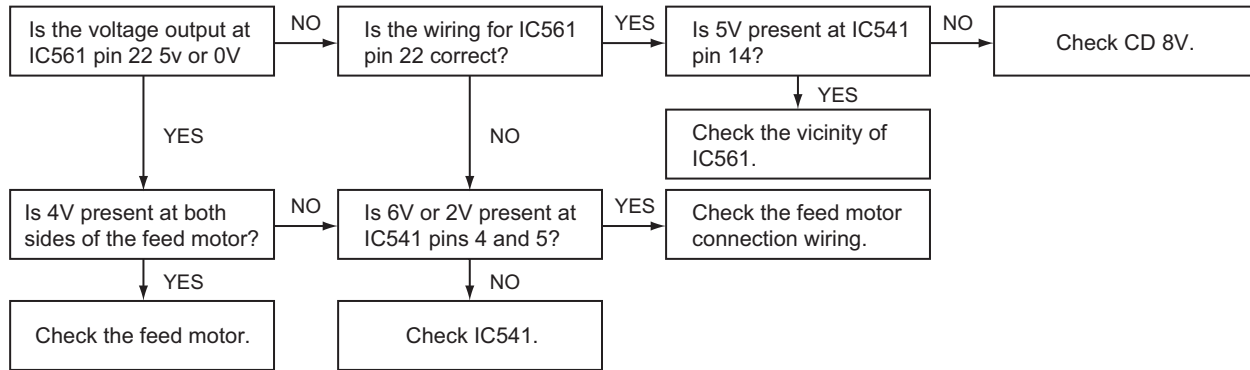 Is the voltage output at
IC561 pin 22 5v or 0V
NO
Is the wiring for IC561
pin 22 correct?
YES
Is 5V present at IC541
pin 14?
NO
Check CD 8V.
YES
NO
YES
Check the vicinity of
IC561.
Is 4V present at both
sides of the feed motor?
NO
Is 6V or 2V present at
IC541 pins 4 and 5?
YES
Check the feed motor
connection wiring.
YES
NO
Check the feed motor.
Check IC541.